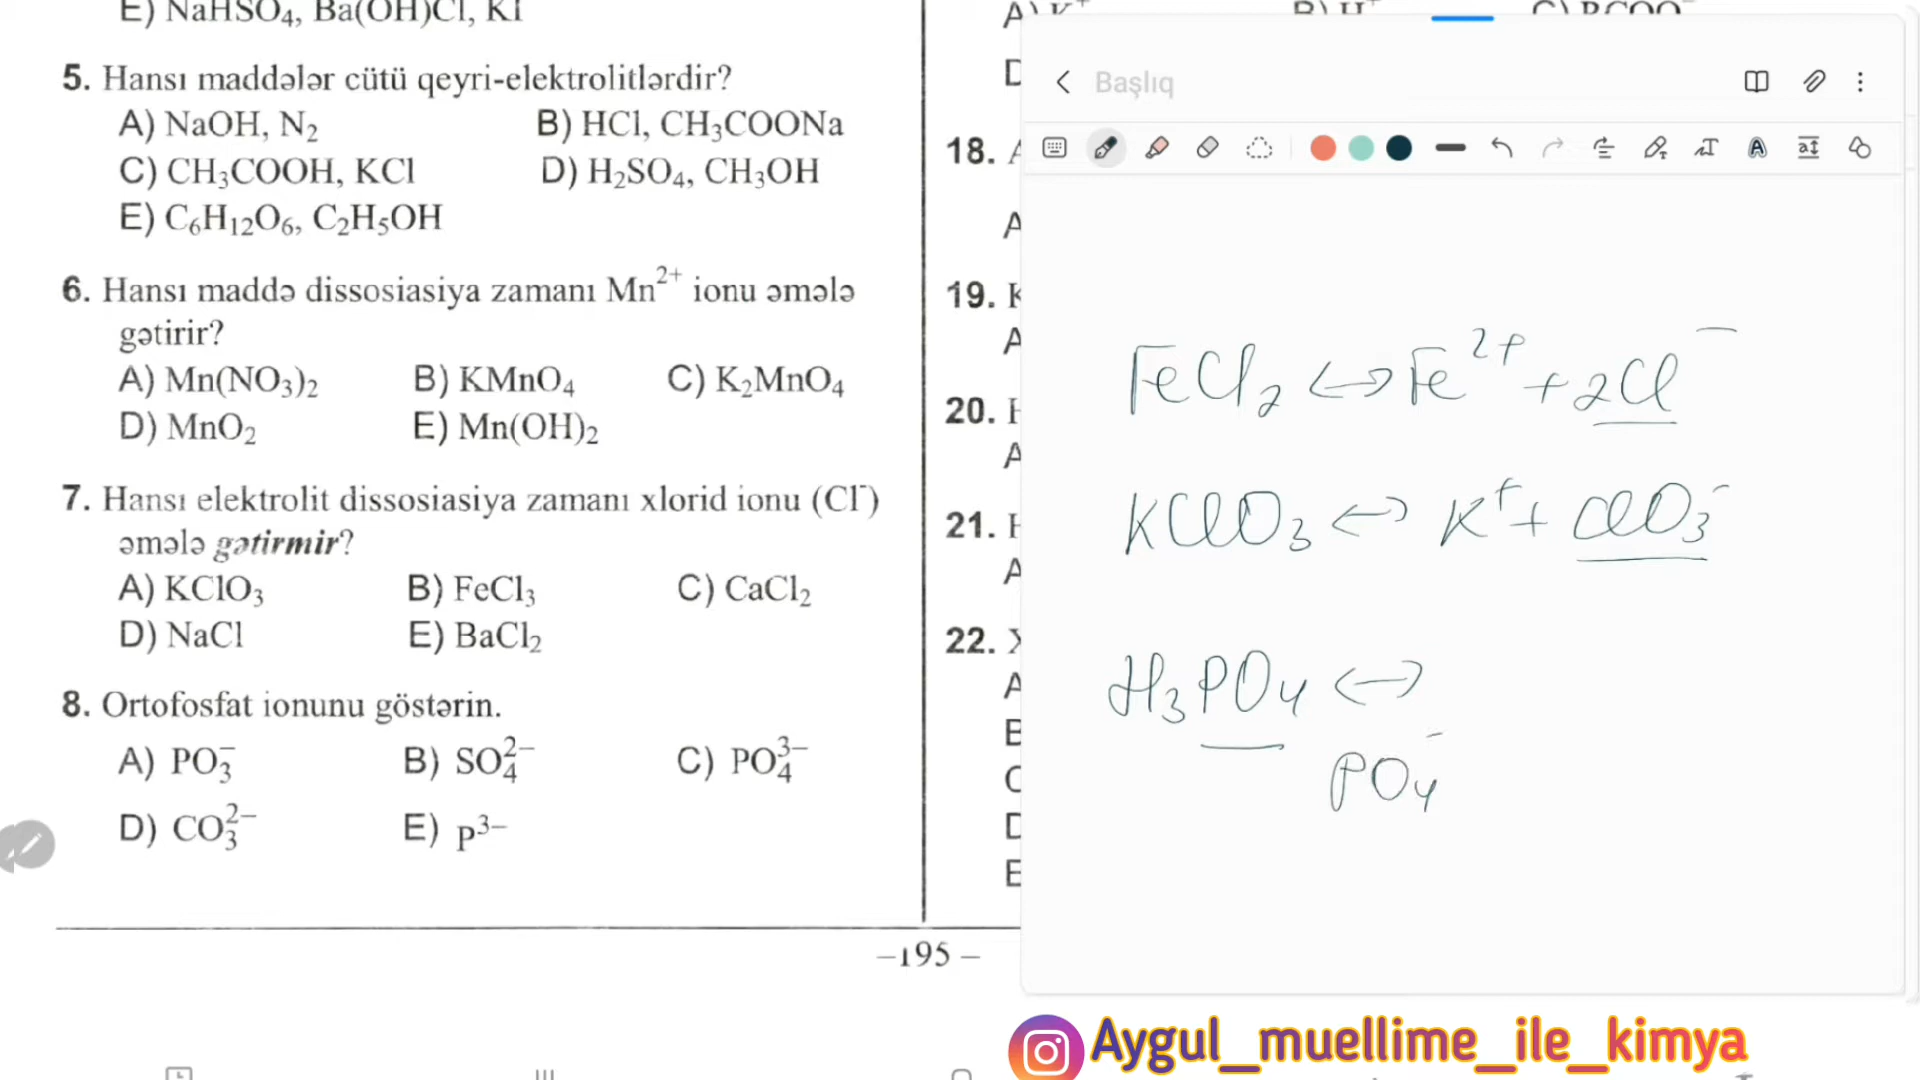 E) NaHSO₄, Ba(OH)Cl, KI
5. Hansı maddələr cütü qeyri-elektrolitlərdir?
A) NaOH, N₂ B) HCl, CH₃COONa
C) CH₃COOH, KCl D) H₂SO₄, CH₃OH
E) C₆H₁₂O₆, C₂H₅OH
6. Hansı maddə dissosiasiya zamanı Mn²⁺ ionu əmələ
gətirir?
A) Mn(NO₃)₂ B) KMnO₄ C) K₂MnO₄
D) MnO₂ E) Mn(OH)₂
7. Hansı elektrolit dissosiasiya zamanı xlorid ionu (Cl⁻)
əmələ gətirmir?
A) KClO₃ B) FeCl₃ C) CaCl₂
D) NaCl E) BaCl₂
8. Ortofosfat ionunu göstərin.
A) PO₃⁻ B) SO₄²⁻ C) PO₄³⁻
D) CO₃²⁻ E) P³⁻
–195 –
18.
19.
20.
21.
22.
Başlıq
FeCl₂ ↔ Fe²⁺ + 2Cl⁻
KClO₃ ↔ K⁺ + ClO₃⁻
H₃PO₄ ↔
PO₄⁻
Aygul_muellime_ile_kimya